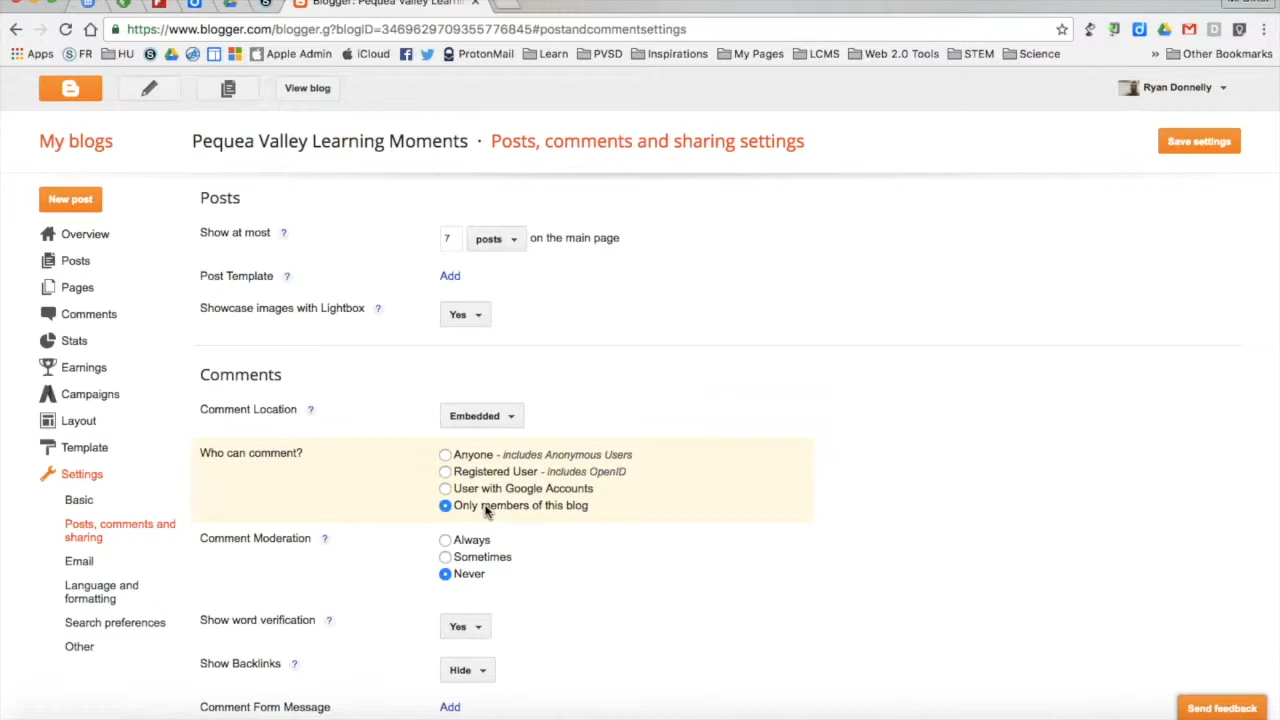 Blogger: Pequea Valley Learni
https://www.blogger.com/blogger.g?blogID=3469629709355776845#postandcommentsettings
Apps FR HU Apple Admin iCloud ProtonMail Learn PVSD Inspirations My Pages LCMS Web 2.0 Tools STEM Science » Other Bookmarks
View blog Ryan Donnelly
My blogs Pequea Valley Learning Moments · Posts, comments and sharing settings Save settings
New post
Overview
Posts
Pages
Comments
Stats
Earnings
Campaigns
Layout
Template
Settings
Basic
Posts, comments and
sharing
Email
Language and
formatting
Search preferences
Other
Posts
Show at most ? 7 posts on the main page
Post Template ? Add
Showcase images with Lightbox ? Yes
Comments
Comment Location ? Embedded
Who can comment? Anyone - includes Anonymous Users
Registered User - includes OpenID
User with Google Accounts
Only members of this blog
Comment Moderation ? Always
Sometimes
Never
Show word verification ? Yes
Show Backlinks ? Hide
Comment Form Message Add
Send feedback